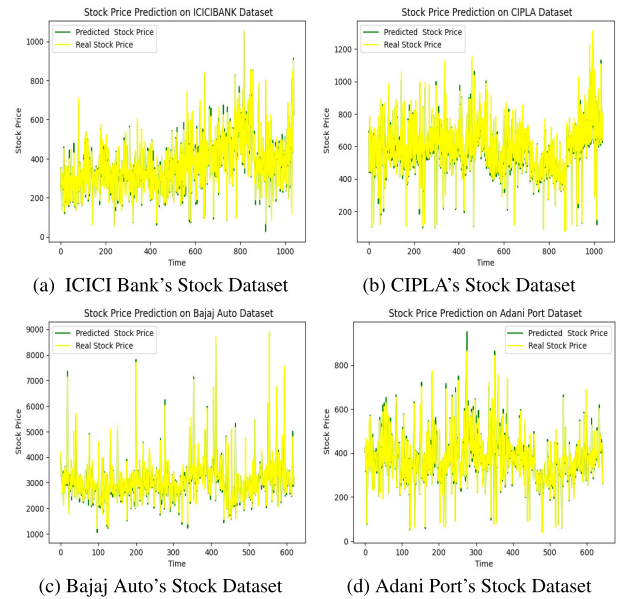 Stock Price Prediction on ICICIBANK Dataset
Predicted Stock Price
Real Stock Price
Stock Price
1000
800
600
400
200
0
0 200 400 600 800 1000
Time
(a) ICICI Bank's Stock Dataset
Stock Price Prediction on CIPLA Dataset
Predicted Stock Price
Real Stock Price
Stock Price
1200
1000
800
600
400
200
0 200 400 600 800 1000
Time
(b) CIPLA's Stock Dataset
Stock Price Prediction on Bajaj Auto Dataset
Predicted Stock Price
Real Stock Price
Stock Price
9000
8000
7000
6000
5000
4000
3000
2000
1000
0 100 200 300 400 500 600
Time
(c) Bajaj Auto's Stock Dataset
Stock Price Prediction on Adani Port Dataset
Predicted Stock Price
Real Stock Price
Stock Price
800
600
400
200
0
0 100 200 300 400 500 600
Time
(d) Adani Port's Stock Dataset